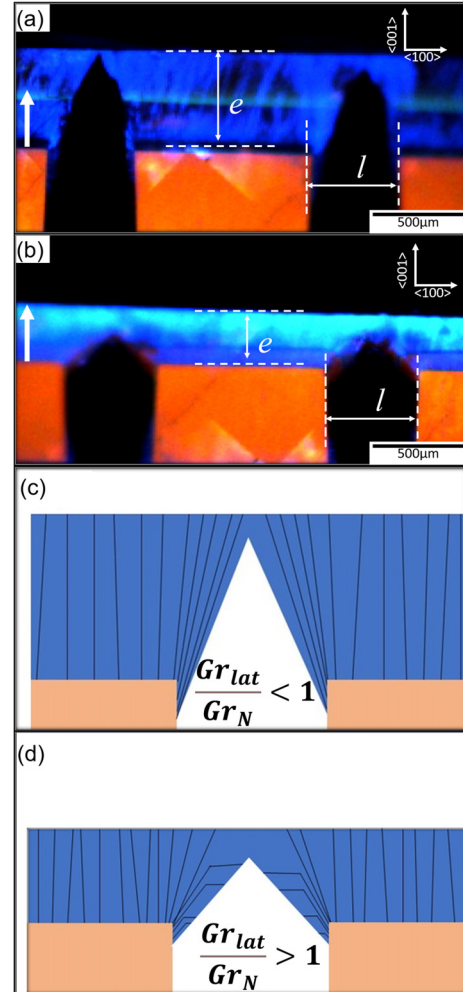 (a)
<001>
<100>
e
l
500μm
(b)
<001>
<100>
e
l
500μm
(c)
Gr_lat
Gr_N
< 1
(d)
Gr_lat
Gr_N
> 1